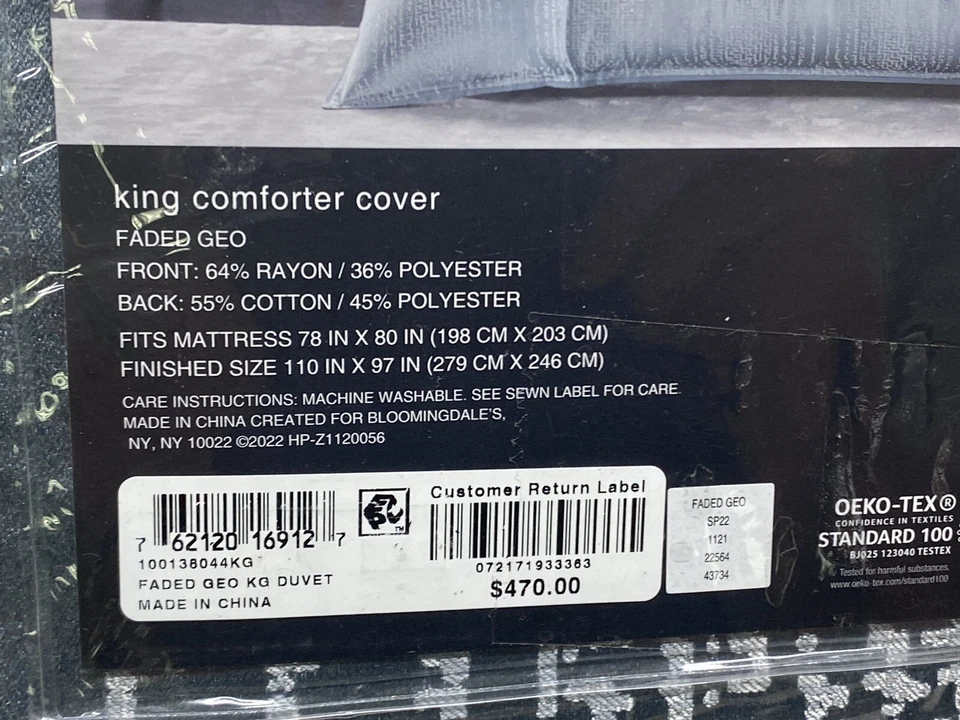 king comforter cover
FADED GEO
FRONT: 64% RAYON / 36% POLYESTER
BACK: 55% COTTON / 45% POLYESTER
FITS MATTRESS 78 IN X 80 IN (198 CM X 203 CM)
FINISHED SIZE 110 IN X 97 IN (279 CM X 246 CM)
CARE INSTRUCTIONS: MACHINE WASHABLE. SEE SEWN LABEL FOR CARE.
MADE IN CHINA CREATED FOR BLOOMINGDALE'S,
NY, NY 10022 ©2022 HP-Z1120056
7 62120 16912 7
100138044KG
FADED GEO KG DUVET
MADE IN CHINA
TM
Customer Return Label
072171933363
$470.00
FADED GEO
SP22
1121
22564
43734
OEKO-TEX®
CONFIDENCE IN TEXTILES
STANDARD 100
BJ025 123040 TESTEX
Tested for harmful substances.
www.oeko-tex.com/standard100